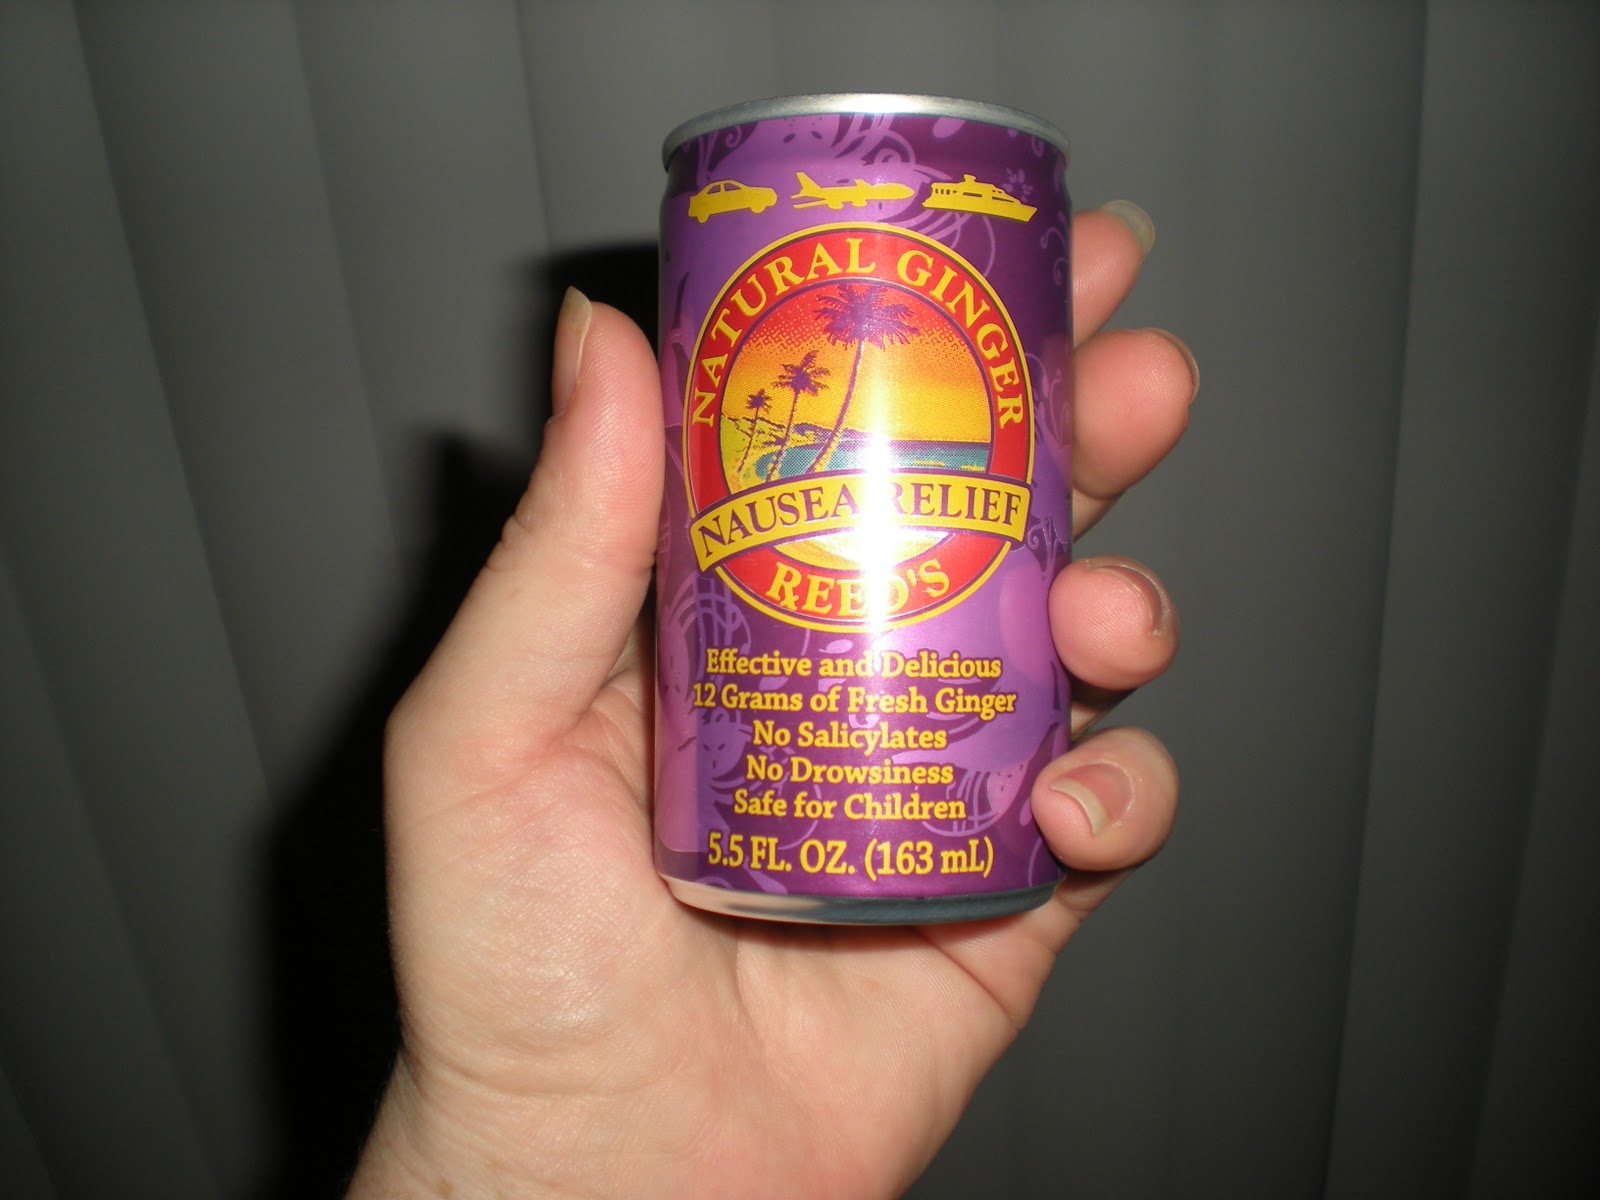 NATURAL GINGER
NAUSEA RELIEF
REED'S
Effective and Delicious
12 Grams of Fresh Ginger
No Salicylates
No Drowsiness
Safe for Children
5.5 FL. OZ. (163 mL)